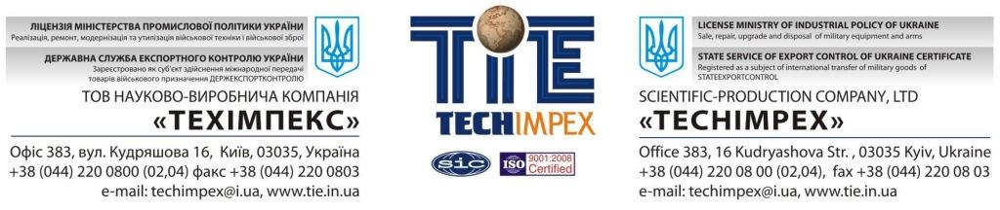 ЛІЦЕНЗІЯ МІНІСТЕРСТВА ПРОМИСЛОВОЇ ПОЛІТИКИ УКРАЇНИ
Реалізація, ремонт, модернізація та утилізація військової техніки і військової зброї
ДЕРЖАВНА СЛУЖБА ЕКСПОРТНОГО КОНТРОЛЮ УКРАЇНИ
Зареєстровано як суб'єкт здійснення міжнародної передачі
товарів військового призначення ДЕРЖЕКСПОРТКОНТРОЛЮ
ТОВ НАУКОВО-ВИРОБНИЧА КОМПАНІЯ
«ТЕХІМПЕКС»
Офіс 383, вул. Кудряшова 16, Київ, 03035, Україна
+38 (044) 220 0800 (02,04) факс +38 (044) 220 0803
e-mail: techimpex@i.ua, www.tie.in.ua
TIE
TECHIMPEX
SIC
ISO
9001:2008
Certified
LICENSE MINISTRY OF INDUSTRIAL POLICY OF UKRAINE
Sale, repair, upgrade and disposal of military equipment and arms
STATE SERVICE OF EXPORT CONTROL OF UKRAINE CERTIFICATE
Registered as a subject of international transfer of military goods of
STATEEXPORTCONTROL
SCIENTIFIC-PRODUCTION COMPANY, LTD
«TECHIMPEX»
Office 383, 16 Kudryashova Str. , 03035 Kyiv, Ukraine
+38 (044) 220 08 00 (02,04), fax +38 (044) 220 08 03
e-mail: techimpex@i.ua, www.tie.in.ua